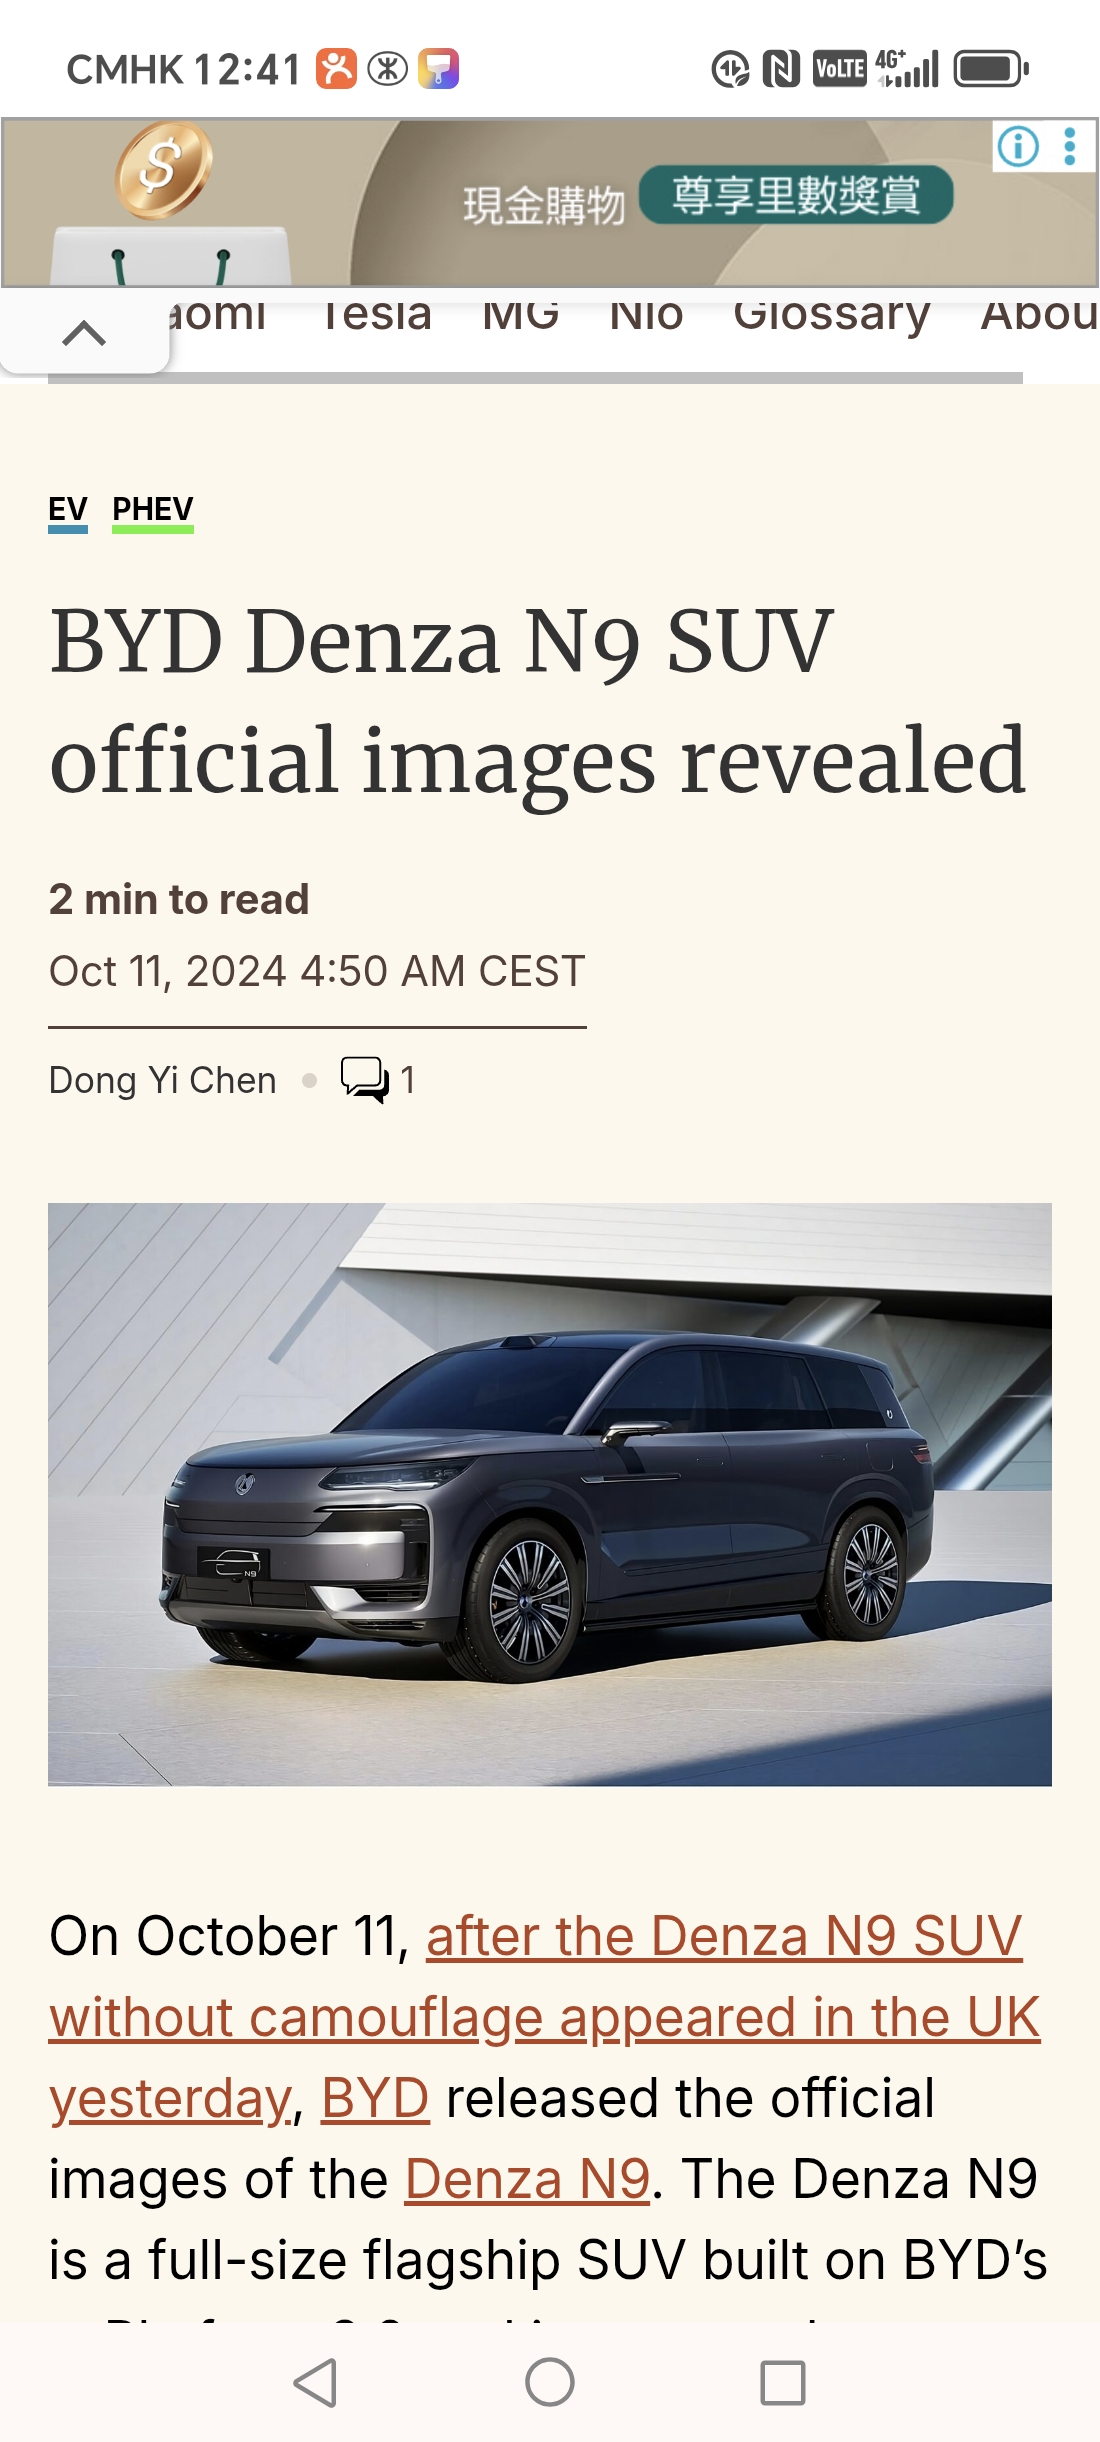 CMHK 12:41
VoLTE 4G+
現金購物 尊享里數獎賞
aomi Tesla MG Nio Glossary Abou
EV PHEV
BYD Denza N9 SUV
official images revealed
2 min to read
Oct 11, 2024 4:50 AM CEST
Dong Yi Chen 1
N9
On October 11, after the Denza N9 SUV
without camouflage appeared in the UK
yesterday, BYD released the official
images of the Denza N9. The Denza N9
is a full-size flagship SUV built on BYD’s